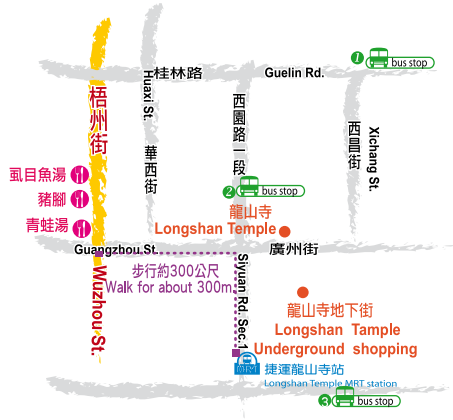 1 bus stop
桂林路 Guelin Rd.
梧州街
Huaxi St.
華西街
西園路一段
西昌街
Xichang St.
虱目魚湯
豬腳
青蛙湯
2 bus stop
龍山寺
Longshan Temple
Guangzhou St.
廣州街
步行約300公尺
Walk for about 300m.
Wuzhou St.
Siyuan Rd. Sec.1
龍山寺地下街
Longshan Tample
Underground shopping
MRT
捷運龍山寺站
Longshan Temple MRT station
3 bus stop